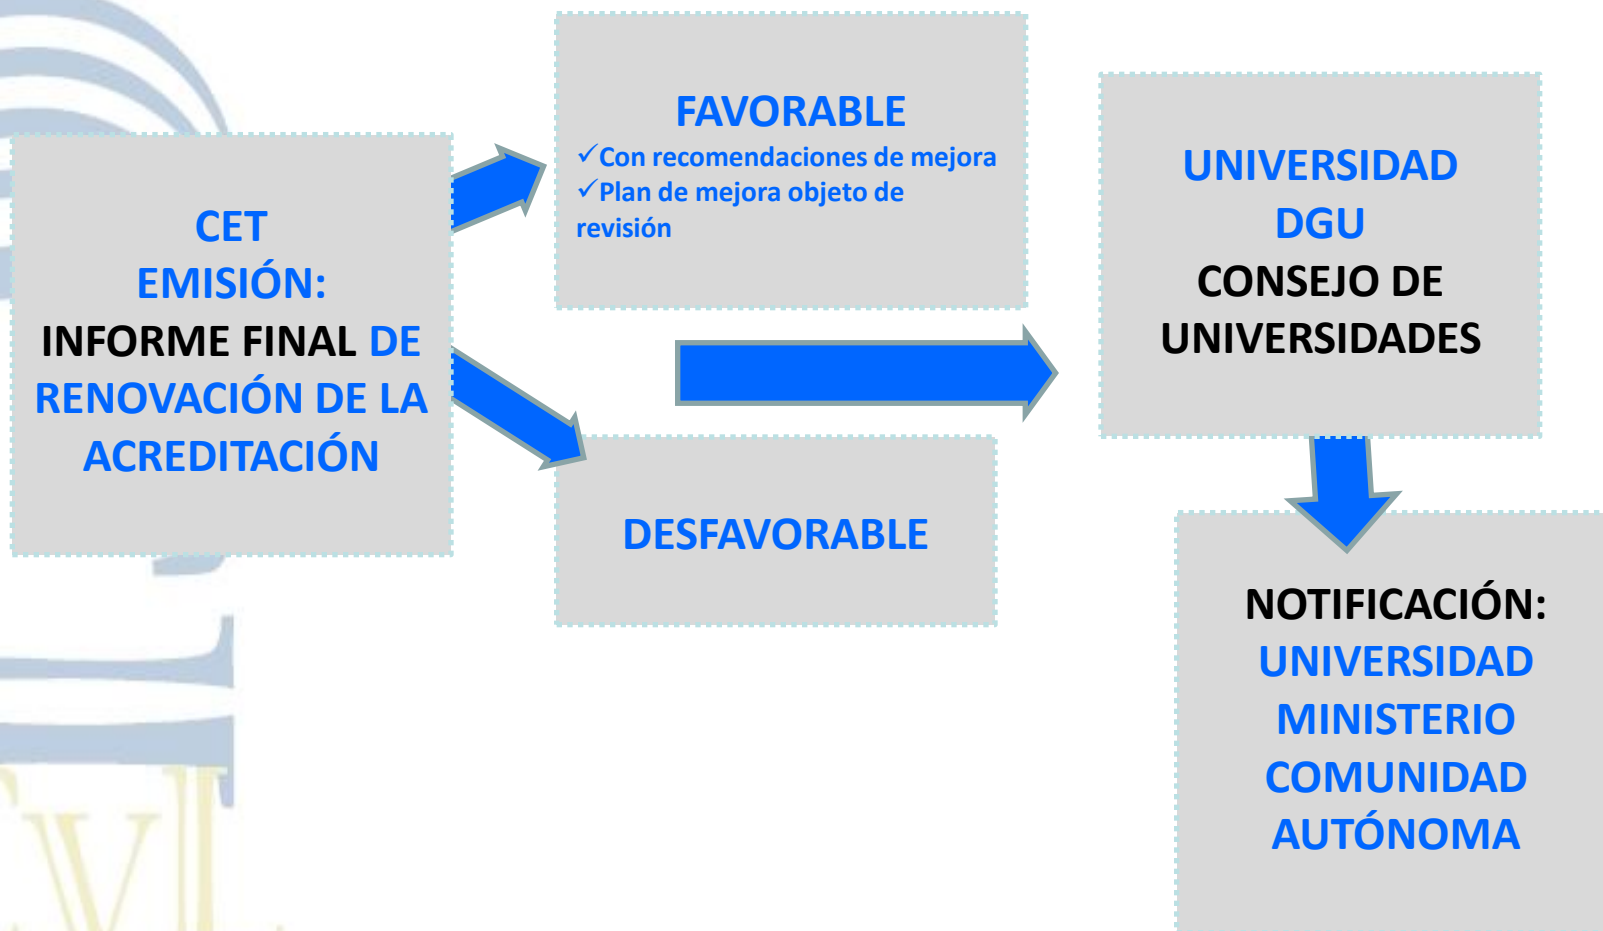 CET
EMISIÓN:
INFORME FINAL DE
RENOVACIÓN DE LA
ACREDITACIÓN
FAVORABLE
✓Con recomendaciones de mejora
✓Plan de mejora objeto de
revisión
DESFAVORABLE
UNIVERSIDAD
DGU
CONSEJO DE
UNIVERSIDADES
NOTIFICACIÓN:
UNIVERSIDAD
MINISTERIO
COMUNIDAD
AUTÓNOMA